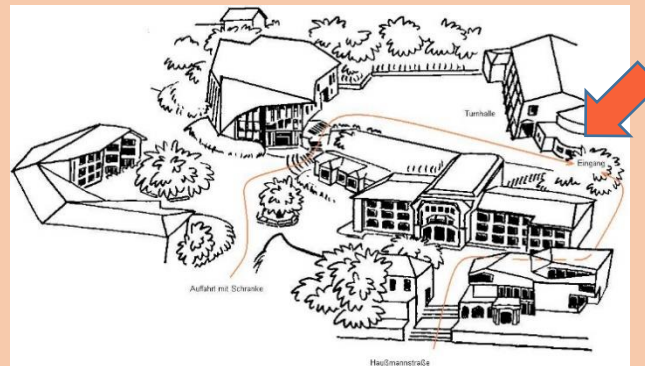 Turnhalle
Eingang
Auffahrt mit Schranke
Haußmannstraße